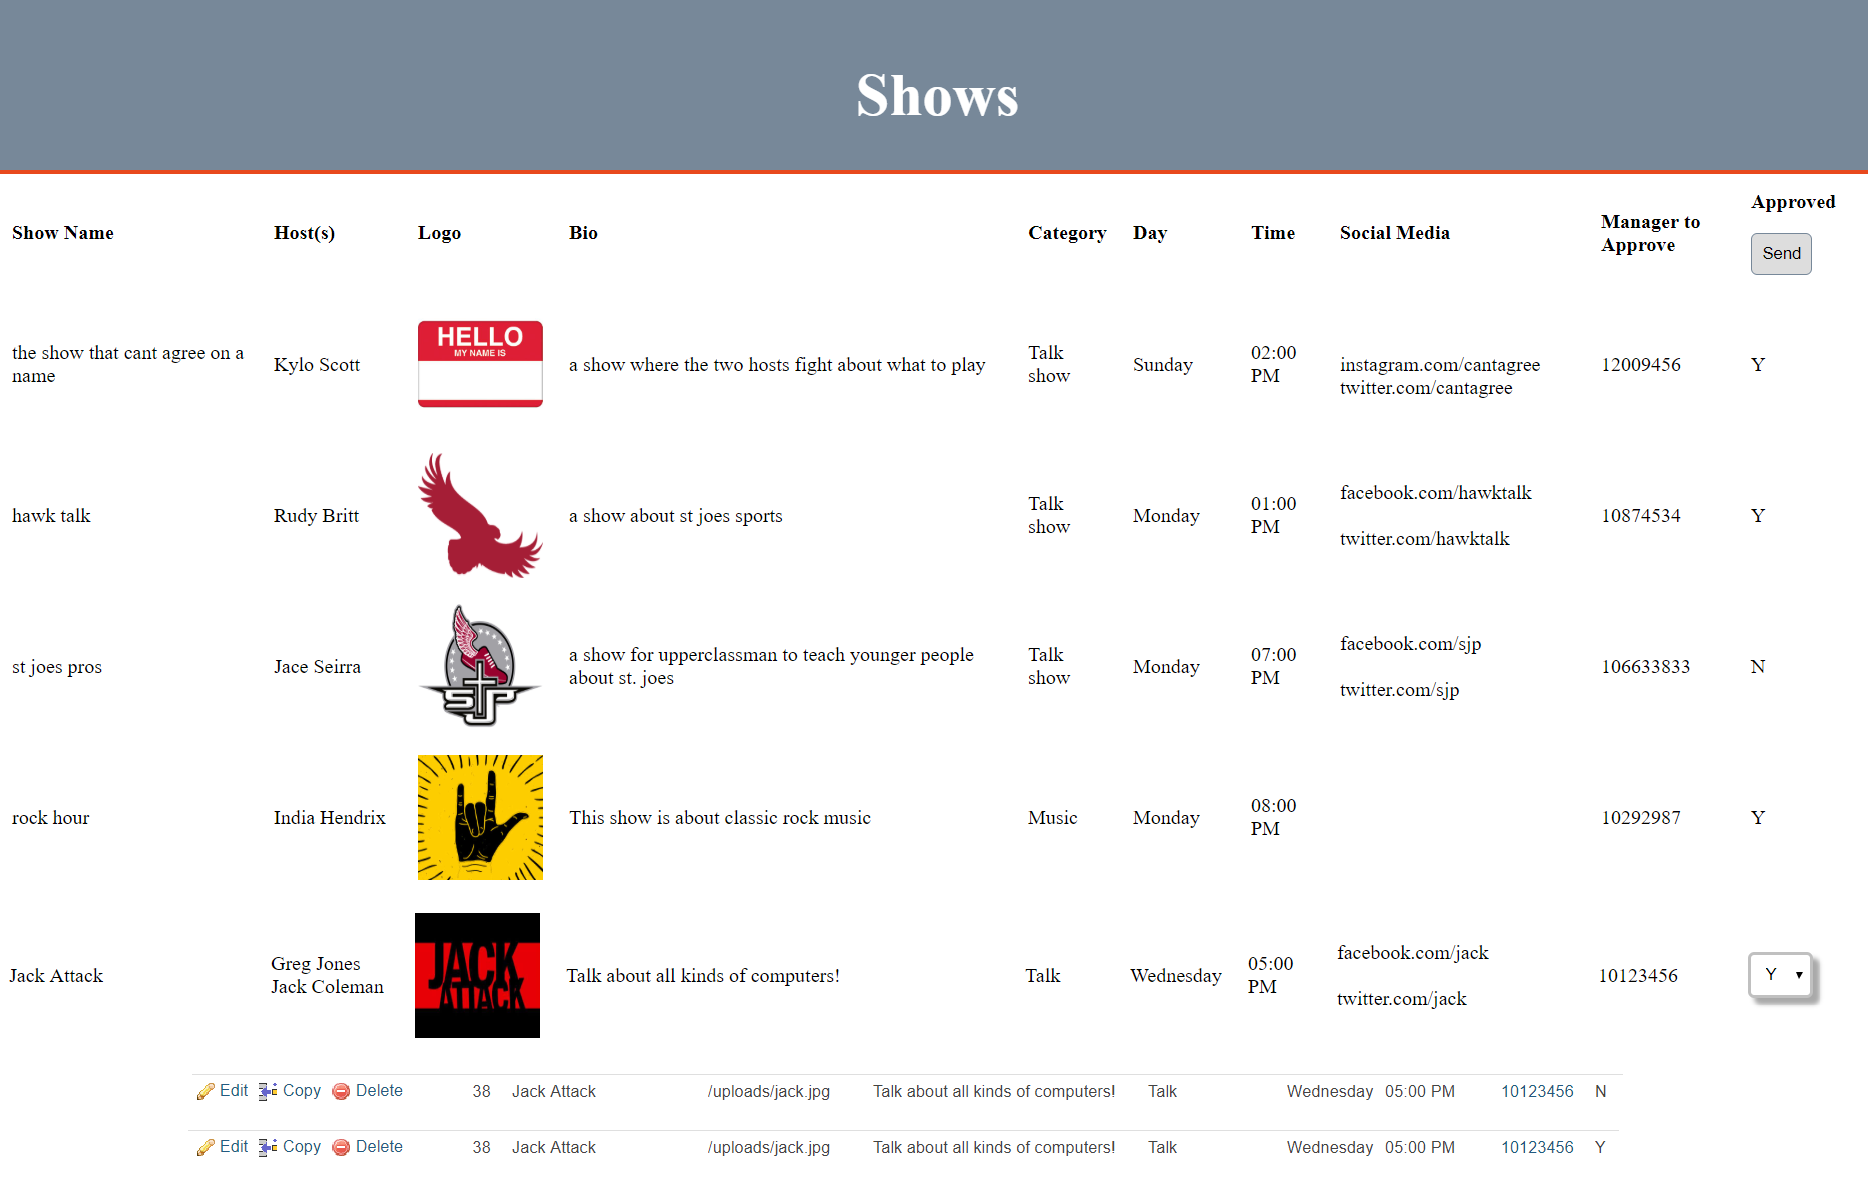 Shows
Show Name Host(s) Logo Bio Category Day Time Social Media Manager to Approve Approved
Send
the show that cant agree on a
name
Kylo Scott
HELLO
MY NAME IS
a show where the two hosts fight about what to play
Talk
show
Sunday
02:00
PM
instagram.com/cantagree
twitter.com/cantagree
12009456
Y
hawk talk
Rudy Britt
a show about st joes sports
Talk
show
Monday
01:00
PM
facebook.com/hawktalk
twitter.com/hawktalk
10874534
Y
st joes pros
Jace Seirra
SJP
a show for upperclassman to teach younger people
about st. joes
Talk
show
Monday
07:00
PM
facebook.com/sjp
twitter.com/sjp
106633833
N
rock hour
India Hendrix
This show is about classic rock music
Music
Monday
08:00
PM
10292987
Y
Jack Attack
Greg Jones
Jack Coleman
JACK
ATTACK
Talk about all kinds of computers!
Talk
Wednesday
05:00
PM
facebook.com/jack
twitter.com/jack
10123456
Y
Edit Copy Delete 38 Jack Attack /uploads/jack.jpg Talk about all kinds of computers! Talk Wednesday 05:00 PM 10123456 N
Edit Copy Delete 38 Jack Attack /uploads/jack.jpg Talk about all kinds of computers! Talk Wednesday 05:00 PM 10123456 Y